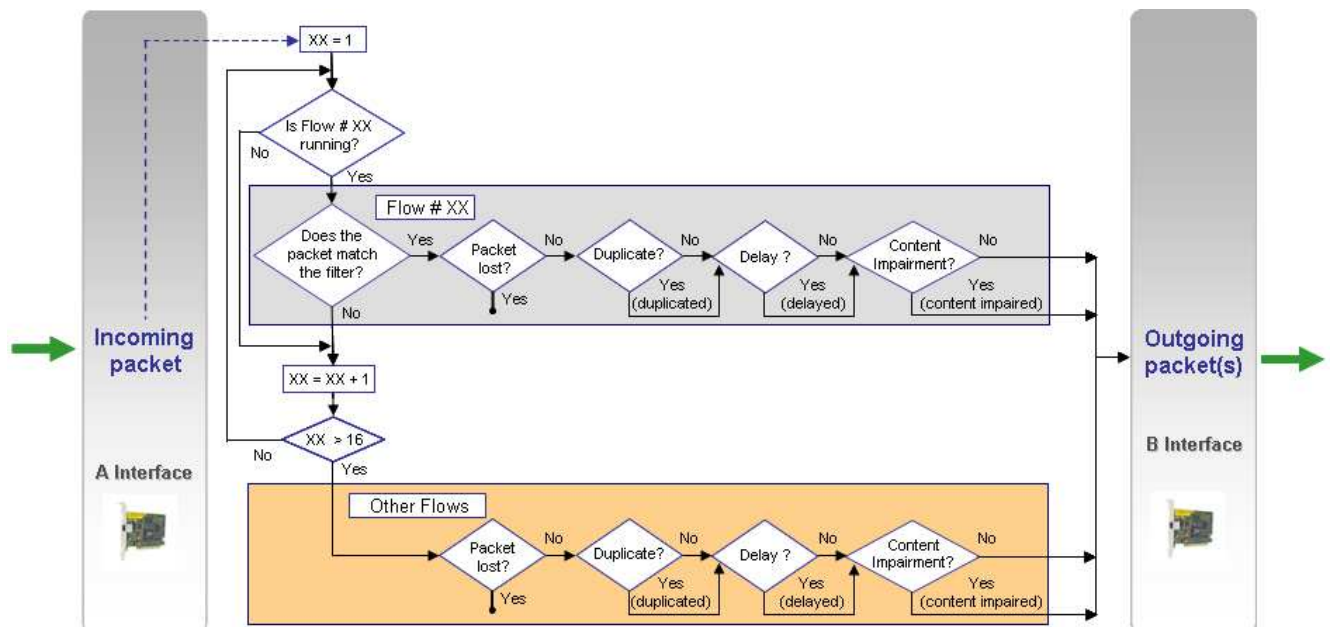 XX = 1
Is Flow # XX
running?
No
Yes
Flow # XX
Does the
packet match
the filter?
Yes
No
Packet
lost?
No
Yes
Duplicate?
No
Yes
(duplicated)
Delay ?
No
Yes
(delayed)
Content
Impairment?
No
Yes
(content impaired)
Incoming
packet
A Interface
XX = XX + 1
XX > 16
No
Yes
Other Flows
Packet
lost?
No
Yes
Duplicate?
No
Yes
(duplicated)
Delay ?
No
Yes
(delayed)
Content
Impairment?
No
Yes
(content impaired)
Outgoing
packet(s)
B Interface